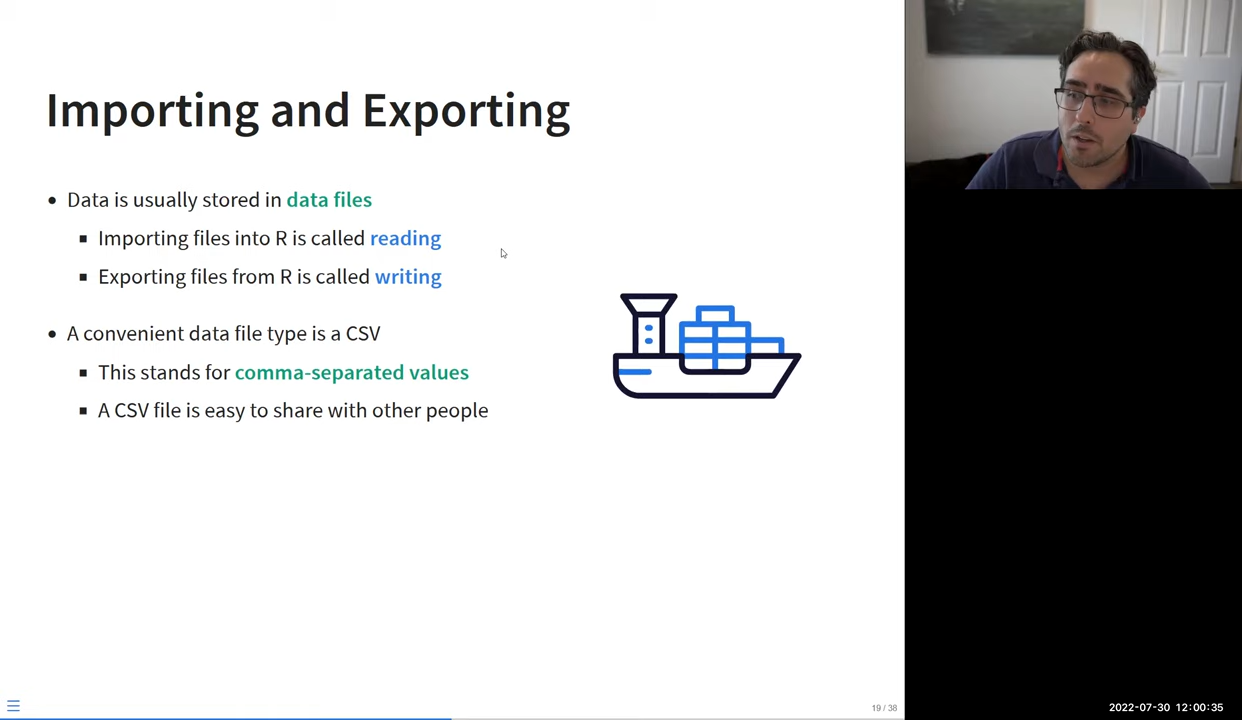 Importing and Exporting
• Data is usually stored in data files
▪ Importing files into R is called reading
▪ Exporting files from R is called writing
• A convenient data file type is a CSV
▪ This stands for comma-separated values
▪ A CSV file is easy to share with other people
19 / 38
2022-07-30 12:00:35